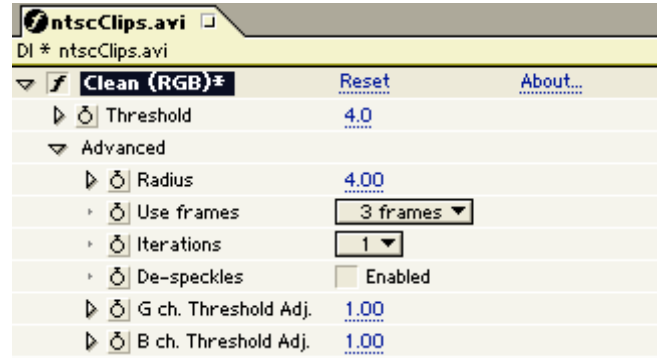 ntscClips.avi
DI * ntscClips.avi
Clean (RGB)* Reset About...
Threshold 4.0
Advanced
Radius 4.00
Use frames 3 frames
Iterations 1
De-speckles Enabled
G ch. Threshold Adj. 1.00
B ch. Threshold Adj. 1.00